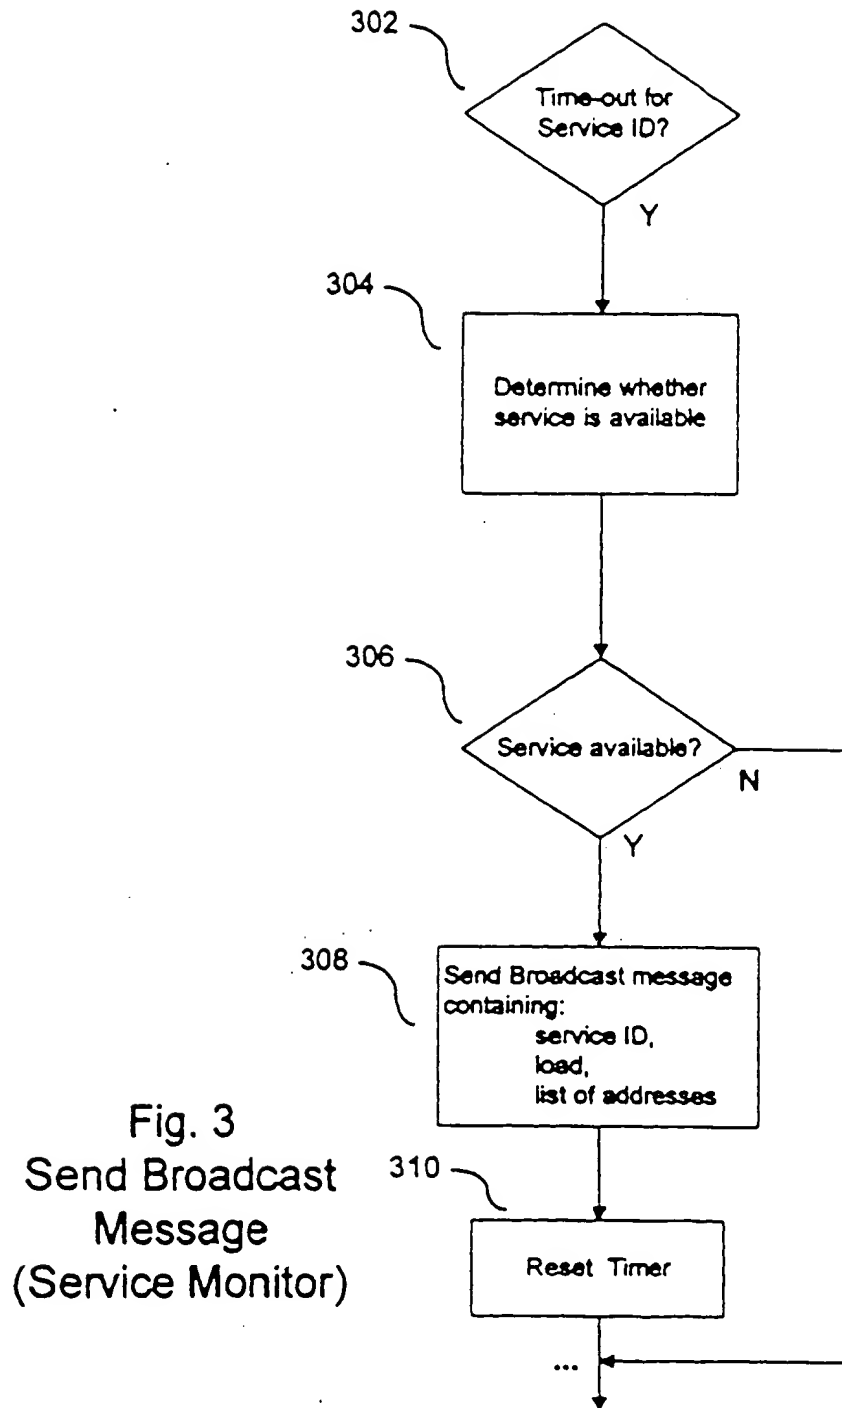 302
Time-out for
Service ID?
Y
304
Determine whether
service is available
306
Service available?
N
Y
308
Send Broadcast message
containing:
service ID,
load,
list of addresses
Fig. 3
Send Broadcast
Message
(Service Monitor)
310
Reset Timer
...